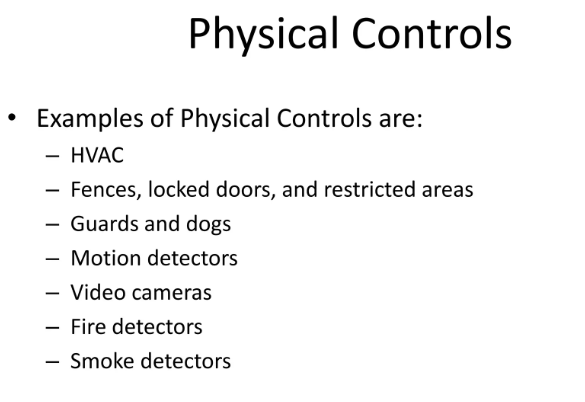 Physical Controls
• Examples of Physical Controls are:
– HVAC
– Fences, locked doors, and restricted areas
– Guards and dogs
– Motion detectors
– Video cameras
– Fire detectors
– Smoke detectors